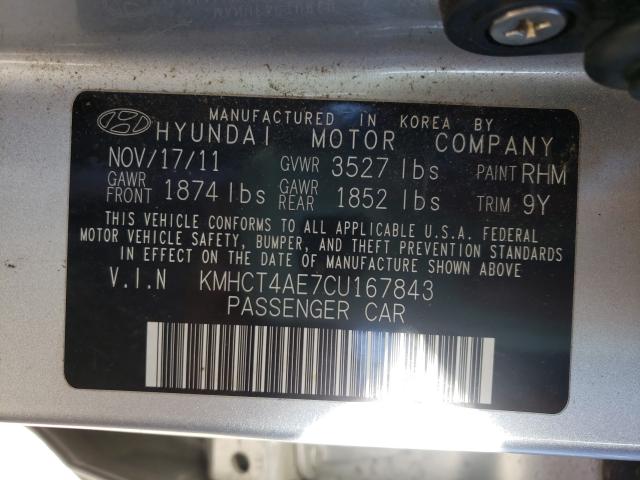 MANUFACTURED IN KOREA BY
HYUNDAI MOTOR COMPANY
NOV/17/11 GVWR 3527 lbs PAINT RHM
GAWR FRONT 1874 lbs GAWR REAR 1852 lbs TRIM 9Y
THIS VEHICLE CONFORMS TO ALL APPLICABLE U.S.A. FEDERAL
MOTOR VEHICLE SAFETY, BUMPER, AND THEFT PREVENTION STANDARDS
IN EFFECT ON THE DATE OF MANUFACTURE SHOWN ABOVE.
V.I.N KMHCT4AE7CU167843
PASSENGER CAR